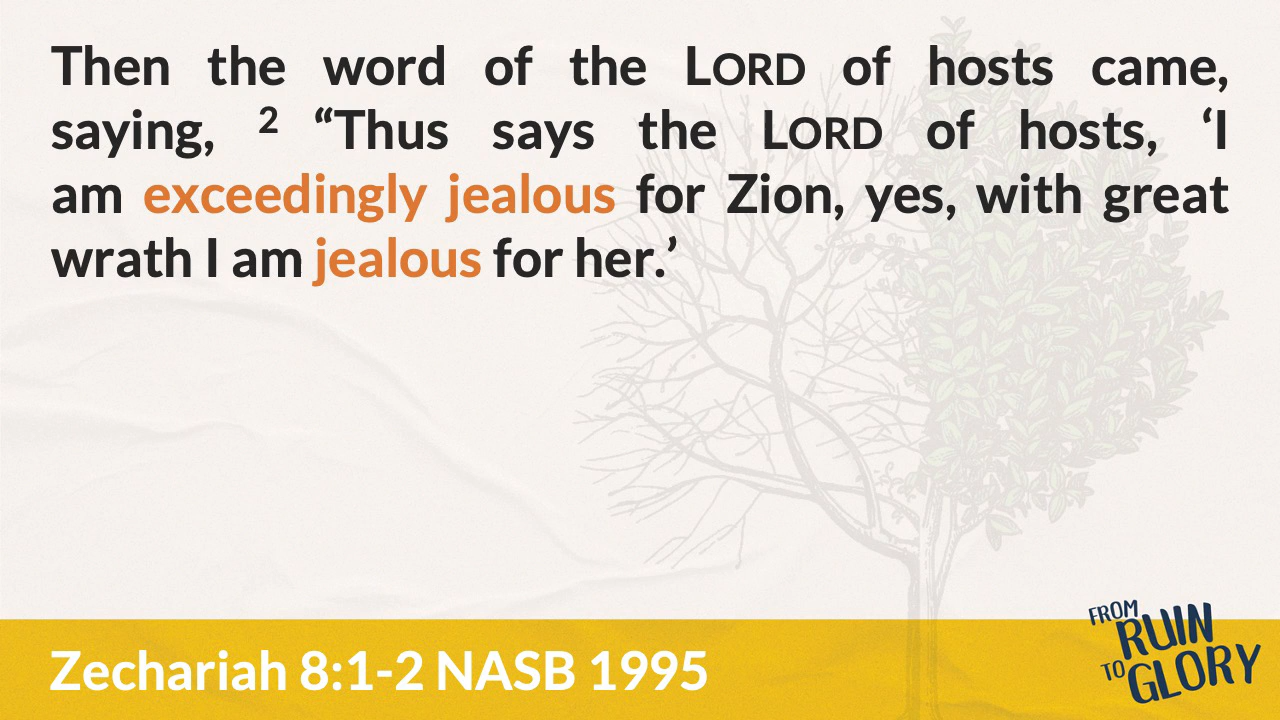 Then the word of the LORD of hosts came,
saying, ² “Thus says the LORD of hosts, ‘I
am exceedingly jealous for Zion, yes, with great
wrath I am jealous for her.’
Zechariah 8:1-2 NASB 1995
FROM
RUIN
TO
GLORY